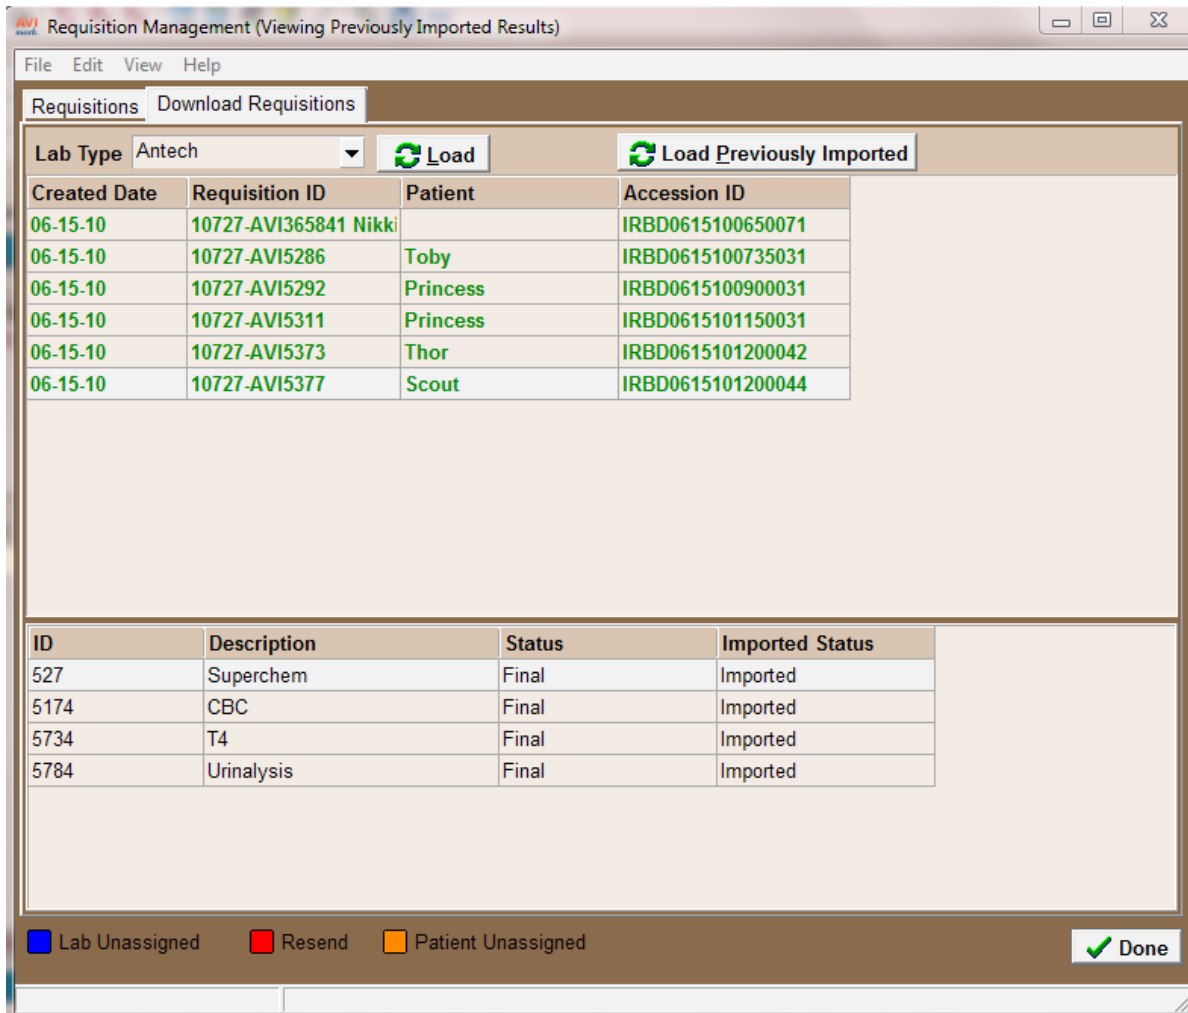 AVI mark Requisition Management (Viewing Previously Imported Results)
File Edit View Help
Requisitions Download Requisitions
Lab Type Antech Load Load Previously Imported
Created Date Requisition ID Patient Accession ID
06-15-10 10727-AVI365841 Nikki IRBD0615100650071
06-15-10 10727-AVI5286 Toby IRBD0615100735031
06-15-10 10727-AVI5292 Princess IRBD0615100900031
06-15-10 10727-AVI5311 Princess IRBD0615101150031
06-15-10 10727-AVI5373 Thor IRBD0615101200042
06-15-10 10727-AVI5377 Scout IRBD0615101200044
ID Description Status Imported Status
527 Superchem Final Imported
5174 CBC Final Imported
5734 T4 Final Imported
5784 Urinalysis Final Imported
Lab Unassigned Resend Patient Unassigned Done